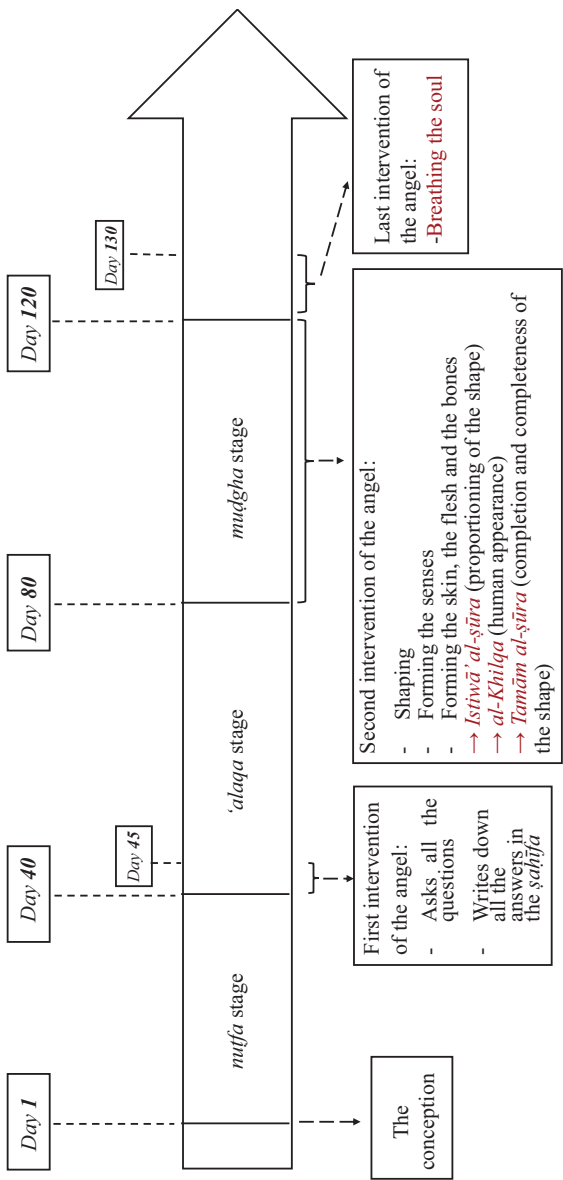 Day 1
Day 40
Day 45
Day 80
Day 120
Day 130
nuṭfa stage
ʿalaqa stage
muḍgha stage
The
conception
First intervention
of the angel:
- Asks all the
questions
- Writes down
all the
answers in
the ṣaḥīfa
Second intervention of the angel:
- Shaping
- Forming the senses
- Forming the skin, the flesh and the bones
→ Istiwāʾ al-ṣūra (proportioning of the shape)
→ al-Khilqa (human appearance)
→ Tamām al-ṣūra (completion and completeness of
the shape)
Last intervention of
the angel:
-Breathing the soul